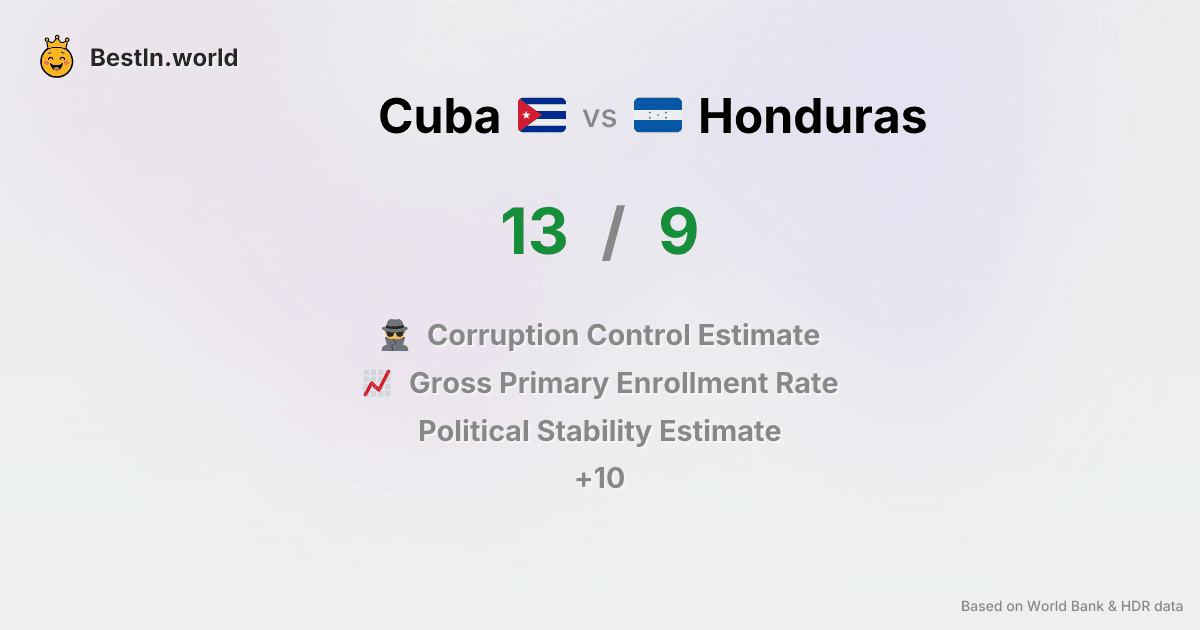 BestIn.world
Cuba vs Honduras
13 / 9
Corruption Control Estimate
Gross Primary Enrollment Rate
Political Stability Estimate
+10
Based on World Bank & HDR data